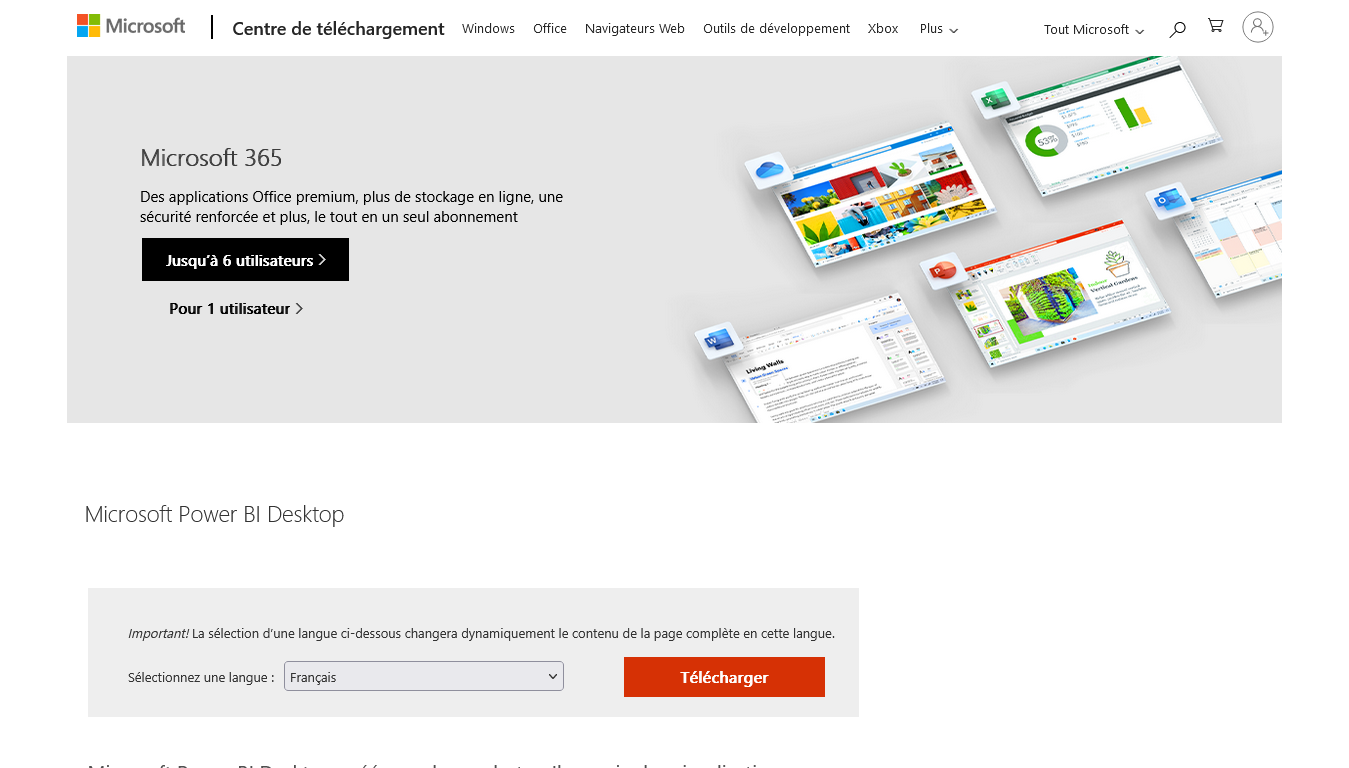 Microsoft
Centre de téléchargement
Windows
Office
Navigateurs Web
Outils de développement
Xbox
Plus
Tout Microsoft
Microsoft 365
Des applications Office premium, plus de stockage en ligne, une
sécurité renforcée et plus, le tout en un seul abonnement
Jusqu'à 6 utilisateurs
Pour 1 utilisateur
53%
Living Walls
Indoor
Vertical Gardens
Microsoft Power BI Desktop
Important! La sélection d'une langue ci-dessous changera dynamiquement le contenu de la page complète en cette langue.
Sélectionnez une langue :
Français
Télécharger